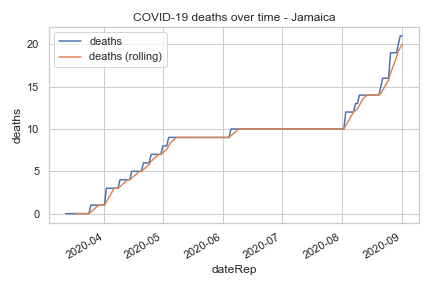 COVID-19 deaths over time - Jamaica
deaths
deaths (rolling)
deaths
20
15
10
5
0
2020-04
2020-05
2020-06
2020-07
2020-08
2020-09
dateRep